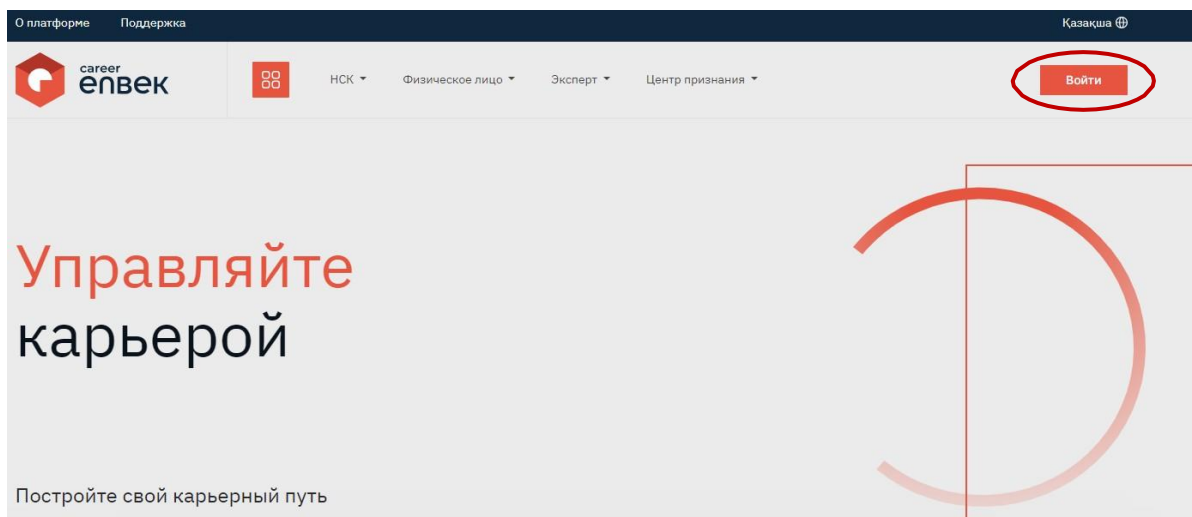 О платформе Поддержка Қазақша
career
enbek
НСК Физическое лицо Эксперт Центр признания Войти
Управляйте
карьерой
Постройте свой карьерный путь